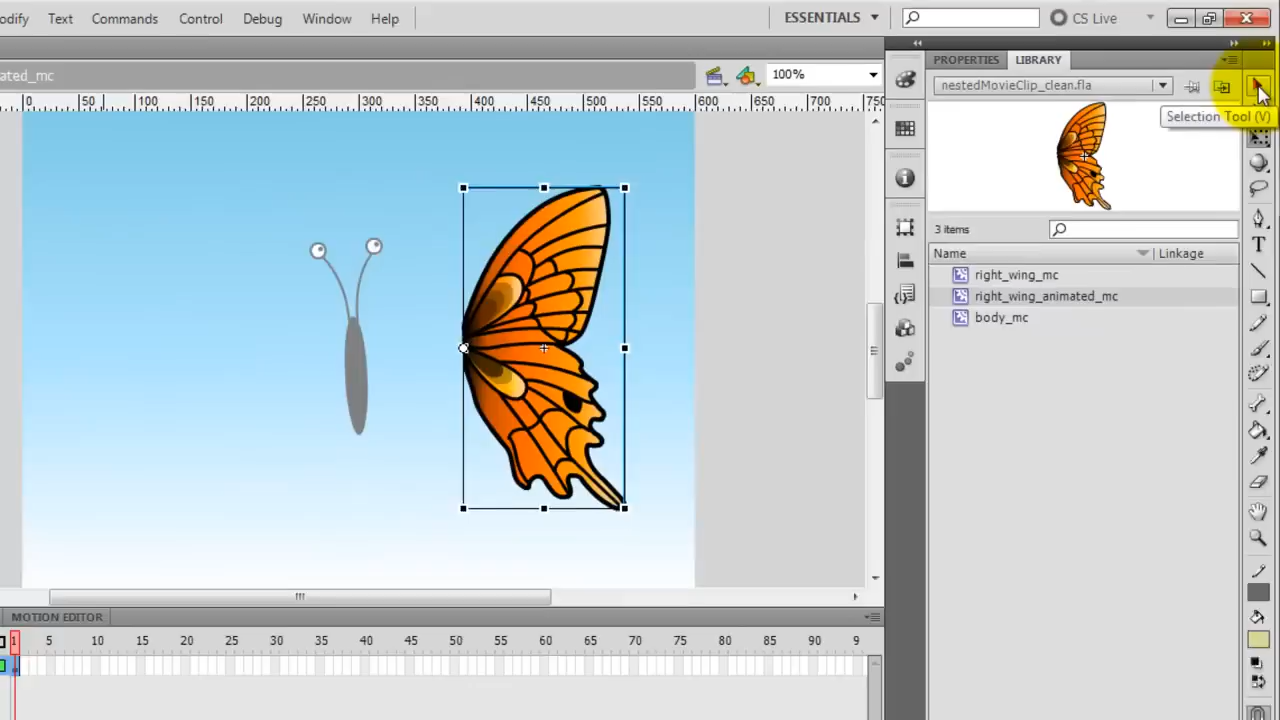 odify Text Commands Control Debug Window Help ESSENTIALS CS Live
PROPERTIES LIBRARY
ated_mc 100%
nestedMovieClip_clean.fla
0 50 100 150 200 250 300 350 400 450 500 550 600 650 700 750
Selection Tool (V)
3 items
Name Linkage
right_wing_mc
right_wing_animated_mc
body_mc
T
MOTION EDITOR
1 5 10 15 20 25 30 35 40 45 50 55 60 65 70 75 80 85 90 9